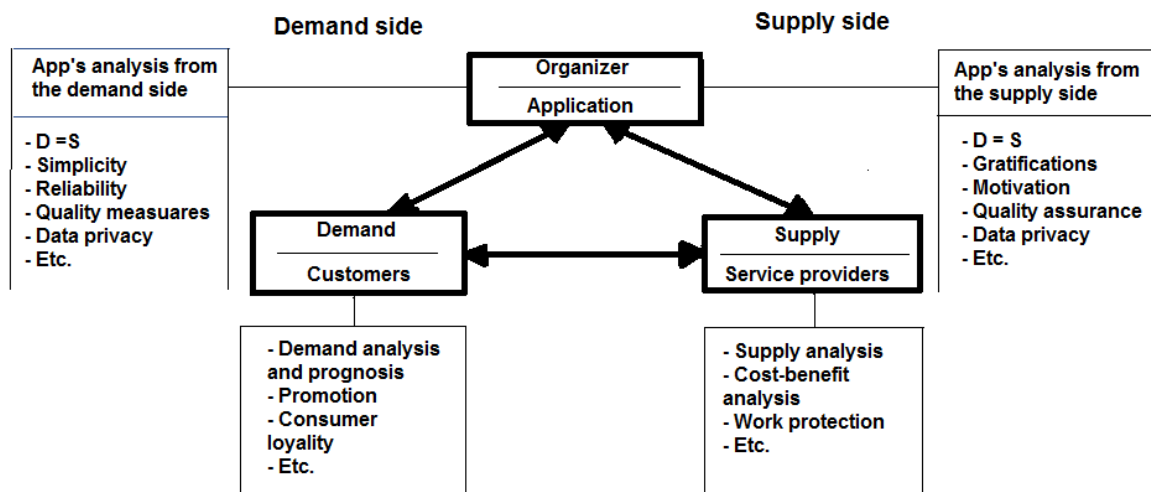 Demand side
Supply side
App's analysis from
the demand side
- D =S
- Simplicity
- Reliability
- Quality measuares
- Data privacy
- Etc.
Organizer
Application
App's analysis from
the supply side
- D = S
- Gratifications
- Motivation
- Quality assurance
- Data privacy
- Etc.
Demand
Customers
Supply
Service providers
- Demand analysis
and prognosis
- Promotion
- Consumer
loyality
- Etc.
- Supply analysis
- Cost-benefit
analysis
- Work protection
- Etc.